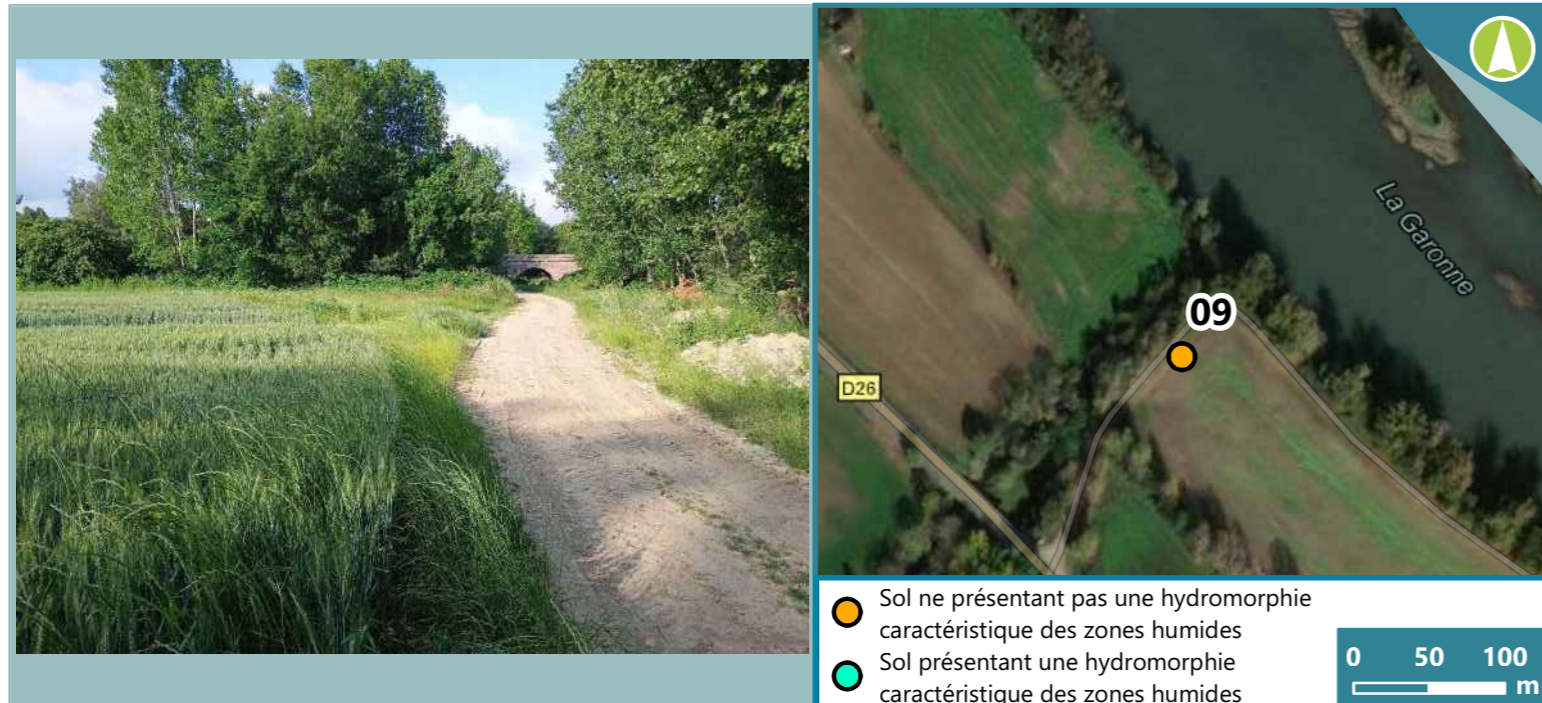 La Garonne
09
D26
Sol ne présentant pas une hydromorphie
caractéristique des zones humides
Sol présentant une hydromorphie
caractéristique des zones humides
0 50 100
m